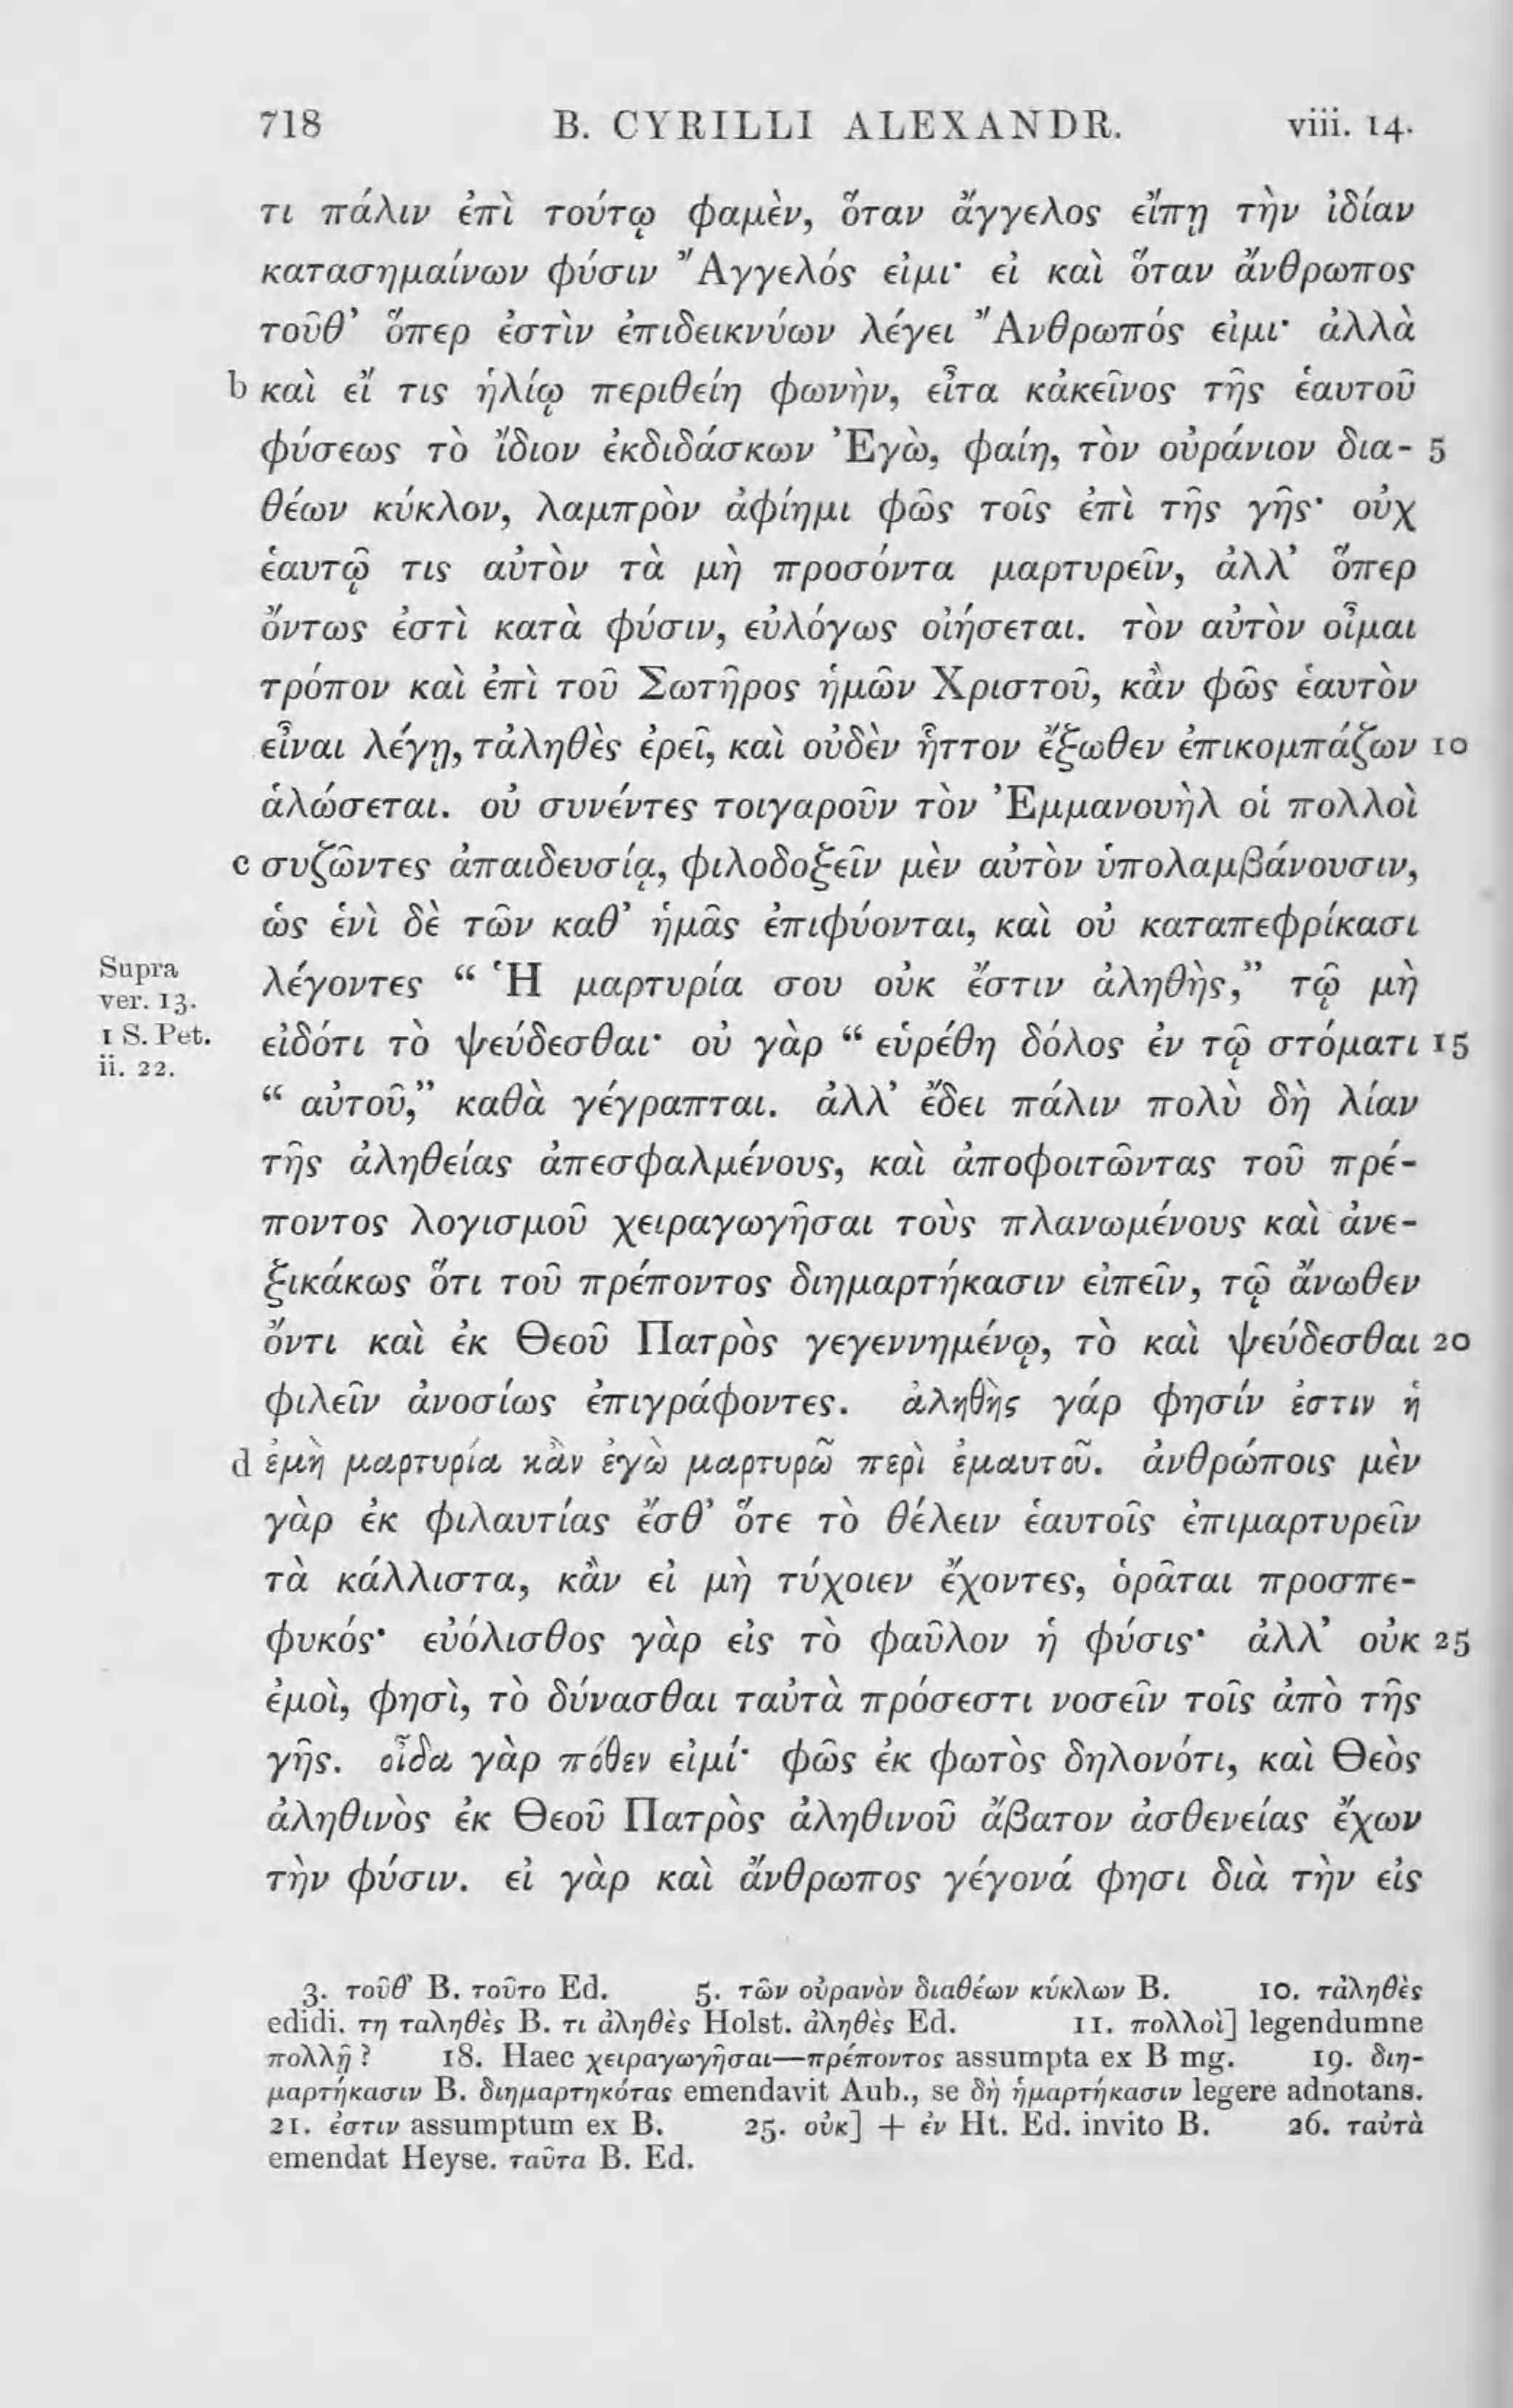 718 B. CYRILLI ALEXANDR. viii. 14.
τι πάλιν ἐπὶ τούτῳ φαμὲν, ὅταν ἄγγελος εἴπῃ τὴν ἰδίαν
κατασημαίνων φύσιν Ἄγγελός εἰμι· εἰ καὶ ὅταν ἄνθρωπος
τοῦθ’ ὅπερ ἐστὶν ἐπιδεικνύων λέγει Ἄνθρωπός εἰμι· ἀλλὰ
b καὶ εἴ τις ἡλίῳ περιθείη φωνὴν, εἶτα κἀκεῖνος τῆς ἑαυτοῦ
φύσεως τὸ ἴδιον ἐκδιδάσκων Ἐγὼ, φαίη, τὸν οὐράνιον δια- 5
θέων κύκλον, λαμπρὸν ἀφίημι φῶς τοῖς ἐπὶ τῆς γῆς· οὐχ
ἑαυτῷ τις αὐτὸν τὰ μὴ προσόντα μαρτυρεῖν, ἀλλ’ ὅπερ
ὄντως ἐστὶ κατὰ φύσιν, εὐλόγως οἰήσεται. τὸν αὐτὸν οἶμαι
τρόπον καὶ ἐπὶ τοῦ Σωτῆρος ἡμῶν Χριστοῦ, κἂν φῶς ἑαυτὸν
εἶναι λέγῃ, τἀληθὲς ἐρεῖ, καὶ οὐδὲν ἧττον ἔξωθεν ἐπικομπάζων 10
ἁλώσεται. οὐ συνέντες τοιγαροῦν τὸν Ἐμμανουὴλ οἱ πολλοὶ
c συζῶντες ἀπαιδευσίᾳ, φιλοδοξεῖν μὲν αὐτὸν ὑπολαμβάνουσιν,
ὡς ἑνὶ δὲ τῶν καθ’ ἡμᾶς ἐπιφύονται, καὶ οὐ καταπεφρίκασι
Supra
ver. 13.
λέγοντες “ Ἡ μαρτυρία σου οὐκ ἔστιν ἀληθὴς,” τῷ μὴ
1 S. Pet.
ii. 22.
εἰδότι τὸ ψεύδεσθαι· οὐ γὰρ “ εὑρέθη δόλος ἐν τῷ στόματι 15
“ αὐτοῦ,” καθὰ γέγραπται. ἀλλ’ ἔδει πάλιν πολὺ δὴ λίαν
τῆς ἀληθείας ἀπεσφαλμένους, καὶ ἀποφοιτῶντας τοῦ πρέ-
ποντος λογισμοῦ χειραγωγῆσαι τοὺς πλανωμένους καὶ ἀνε-
ξικάκως ὅτι τοῦ πρέποντος διημαρτήκασιν εἰπεῖν, τῷ ἄνωθεν
ὄντι καὶ ἐκ Θεοῦ Πατρὸς γεγεννημένῳ, τὸ καὶ ψεύδεσθαι 20
φιλεῖν ἀνοσίως ἐπιγράφοντες. ἀληθὴς γάρ φησίν ἐστιν ἡ
d ἐμὴ μαρτυρία κἂν ἐγὼ μαρτυρῶ περὶ ἐμαυτοῦ. ἀνθρώποις μὲν
γὰρ ἐκ φιλαυτίας ἔσθ’ ὅτε τὸ θέλειν ἑαυτοῖς ἐπιμαρτυρεῖν
τὰ κάλλιστα, κἂν εἰ μὴ τύχοιεν ἔχοντες, ὁρᾶται προσπε-
φυκός· εὐόλισθος γὰρ εἰς τὸ φαῦλον ἡ φύσις· ἀλλ’ οὐκ 25
ἐμοὶ, φησὶ, τὸ δύνασθαι ταὐτὰ πρόσεστι νοσεῖν τοῖς ἀπὸ τῆς
γῆς. οἶδα γὰρ πόθεν εἰμί· φῶς ἐκ φωτὸς δηλονότι, καὶ Θεὸς
ἀληθινὸς ἐκ Θεοῦ Πατρὸς ἀληθινοῦ ἄβατον ἀσθενείας ἔχων
τὴν φύσιν. εἰ γὰρ καὶ ἄνθρωπος γέγονά φησι διὰ τὴν εἰς
3. τοῦθ’ B. τοῦτο Ed. 5. τῶν οὐρανὸν διαθέων κύκλων B. 10. τἀληθὲς
edidi. τη ταληθὲς B. τι ἀληθὲς Holst. ἀληθὲς Ed. 11. πολλοὶ] legendumne
πολλῇ ? 18. Haec χειραγωγῆσαι—πρέποντος assumpta ex B mg. 19. διη-
μαρτήκασιν B. διημαρτηκότας emendavit Aub., se δὴ ἡμαρτήκασιν legere adnotans.
21. ἐστιν assumptum ex B. 25. οὐκ] + ἐν Ht. Ed. invito B. 26. ταὐτὰ
emendat Heyse. ταῦτα B. Ed.